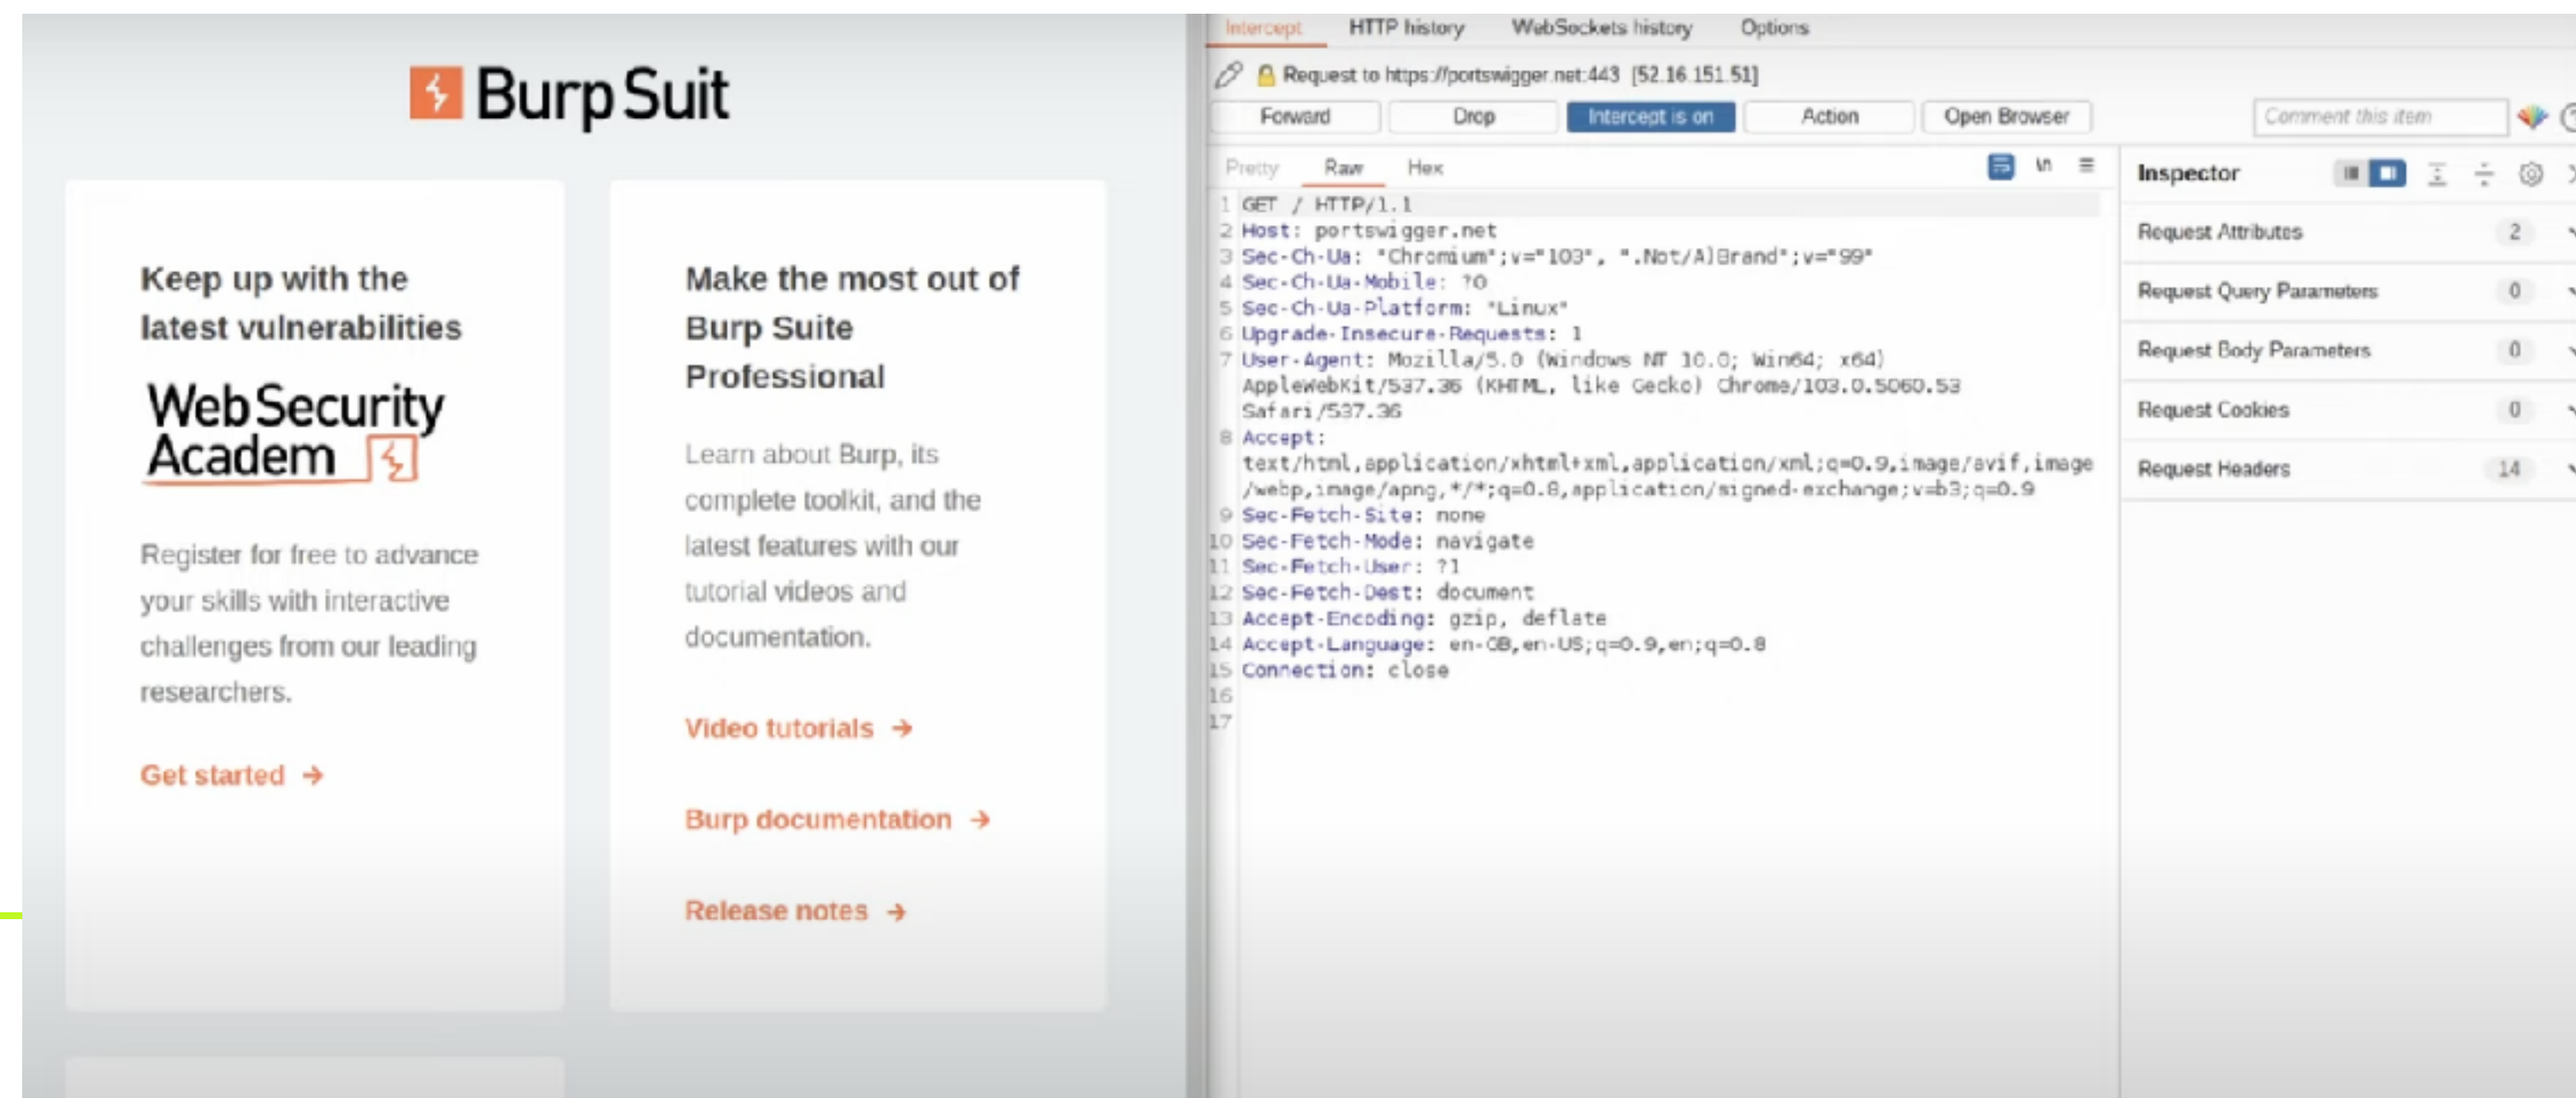 Burp Suit
Keep up with the
latest vulnerabilities
Web Security
Academ
Register for free to advance
your skills with interactive
challenges from our leading
researchers.
Get started →
Make the most out of
Burp Suite
Professional
Learn about Burp, its
complete toolkit, and the
latest features with our
tutorial videos and
documentation.
Video tutorials →
Burp documentation →
Release notes →
Intercept HTTP history WebSockets history Options
Request to https://portswigger.net:443 [52.16.151.51]
Forward Drop Intercept is on Action Open Browser Comment this item
Pretty Raw Hex \n
1 GET / HTTP/1.1
2 Host: portswigger.net
3 Sec-Ch-Ua: "Chromium";v="103", ".Not/A)Brand";v="99"
4 Sec-Ch-Ua-Mobile: ?0
5 Sec-Ch-Ua-Platform: "Linux"
6 Upgrade-Insecure-Requests: 1
7 User-Agent: Mozilla/5.0 (Windows NT 10.0; Win64; x64)
AppleWebKit/537.36 (KHTML, like Gecko) Chrome/103.0.5060.53
Safari/537.36
8 Accept:
text/html,application/xhtml+xml,application/xml;q=0.9,image/avif,image
/webp,image/apng,*/*;q=0.8,application/signed-exchange;v=b3;q=0.9
9 Sec-Fetch-Site: none
10 Sec-Fetch-Mode: navigate
11 Sec-Fetch-User: ?1
12 Sec-Fetch-Dest: document
13 Accept-Encoding: gzip, deflate
14 Accept-Language: en-GB,en-US;q=0.9,en;q=0.8
15 Connection: close
16
17
Inspector
Request Attributes 2
Request Query Parameters 0
Request Body Parameters 0
Request Cookies 0
Request Headers 14